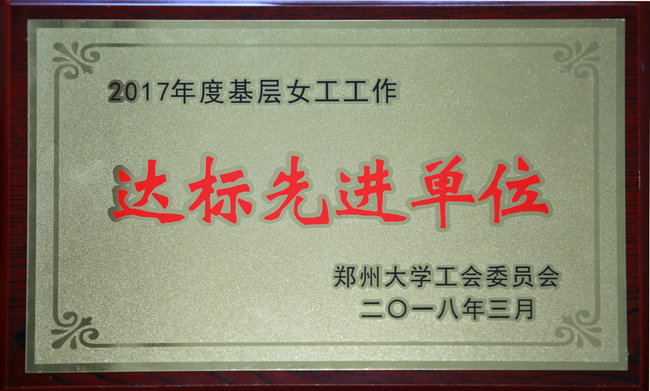 2017年度基层女工工作
达标先进单位
郑州大学工会委员会
二〇一八年三月